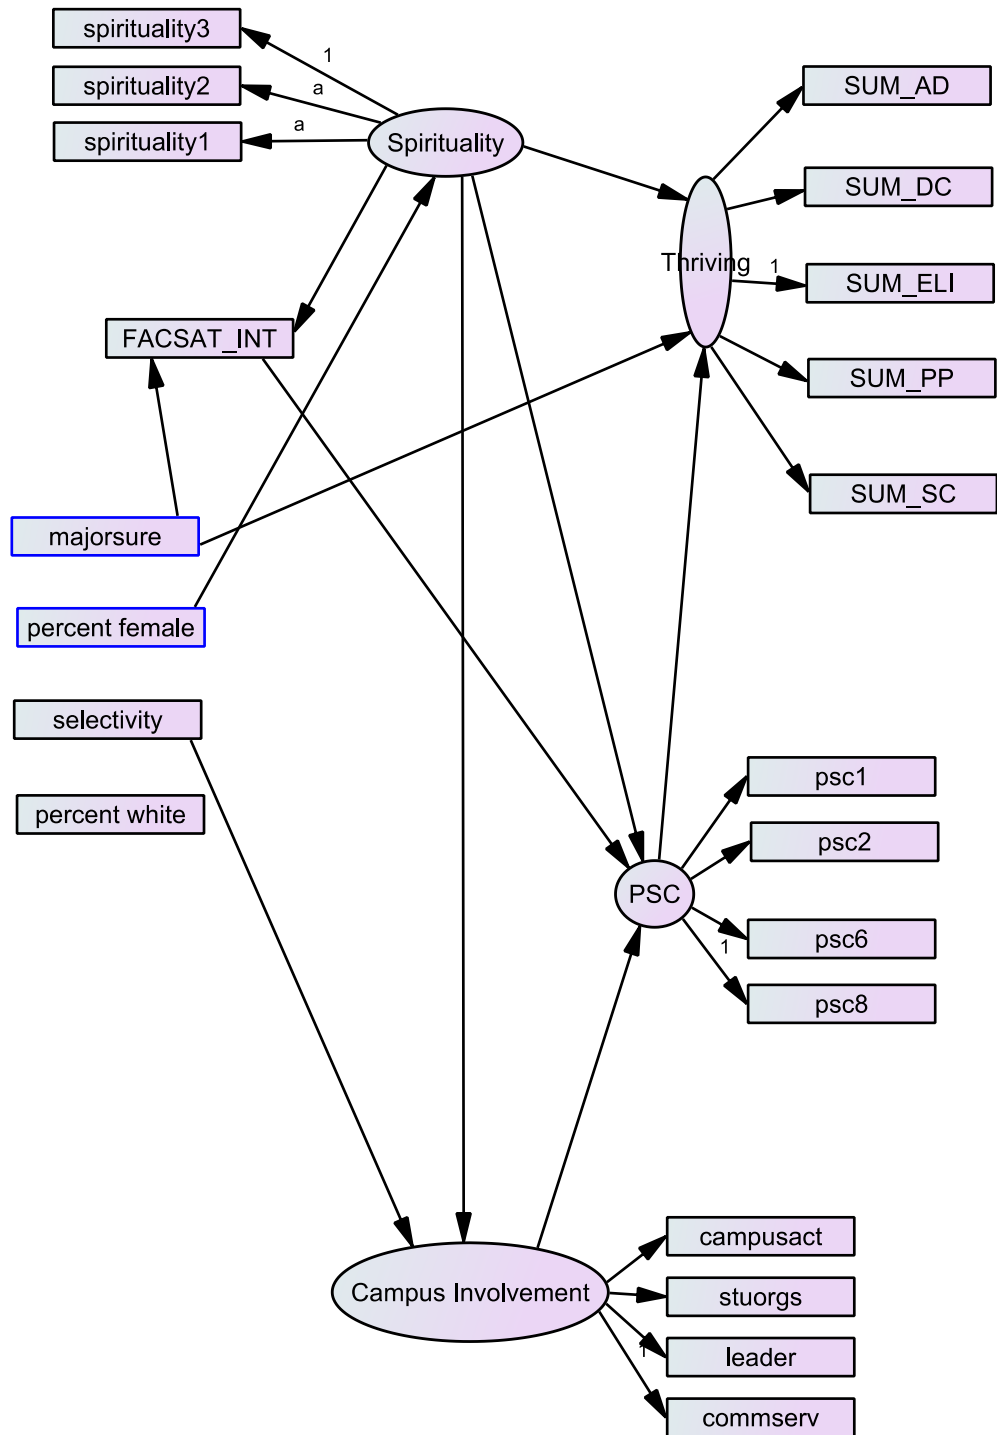 spirituality3
1
spirituality2
a
spirituality1
a
Spirituality
SUM_AD
SUM_DC
Thriving
1
SUM_ELI
FACSAT_INT
SUM_PP
SUM_SC
majorsure
percent female
selectivity
percent white
psc1
psc2
PSC
psc6
1
psc8
campusact
Campus Involvement
stuorgs
leader
1
commserv